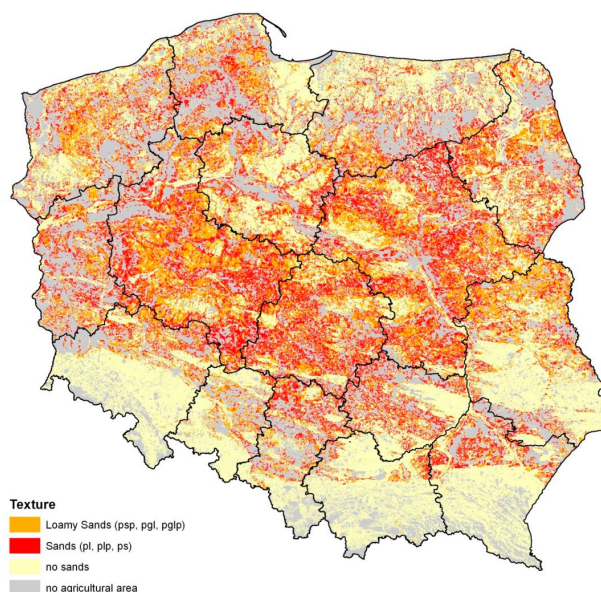 Texture
Loamy Sands (psp, pgl, pglp)
Sands (pl, plp, ps)
no sands
no agricultural area